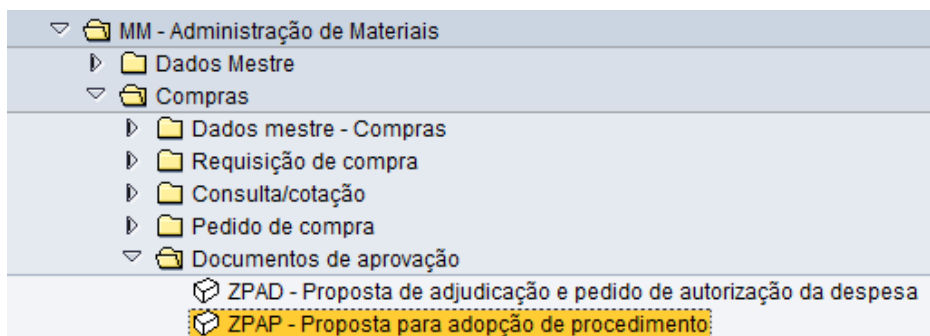 MM - Administração de Materiais
Dados Mestre
Compras
Dados mestre - Compras
Requisição de compra
Consulta/cotação
Pedido de compra
Documentos de aprovação
ZPAD - Proposta de adjudicação e pedido de autorização da despesa
ZPAP - Proposta para adopção de procedimento